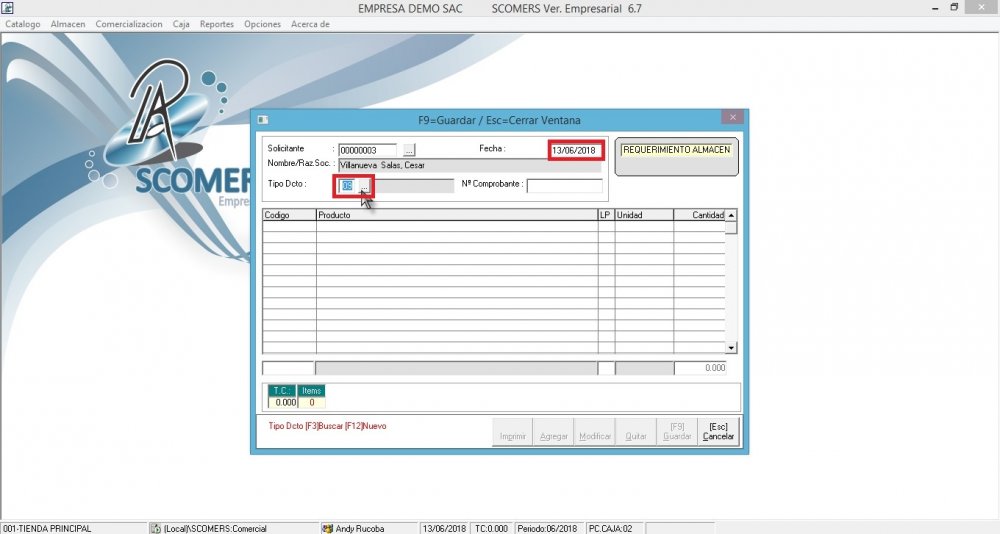 EMPRESA DEMO SAC SCOMERS Ver. Empresarial 6.7
Catalogo Almacen Comercializacion Caja Reportes Opciones Acerca de
F9=Guardar / Esc=Cerrar Ventana
Solicitante : 00000003 ... Fecha : 13/06/2018 REQUERIMIENTO ALMACEN
Nombre/Raz.Soc. : Villanueva Salas, Cesar
SCOMER
Tipo Dcto : ... Nº Comprobante :
Empre
Codigo Producto LP Unidad Cantidad
0.000
T.C.: Items
0.000 0
Tipo Dcto [F3]Buscar [F12]Nuevo
Imprimir Agregar Modificar Quitar [F9] Guardar [Esc] Cancelar
001-TIENDA PRINCIPAL (Local)\SCOMERS:Comercial Andy Rucoba 13/06/2018 TC:0.000 Periodo:06/2018 PC.CAJA:02